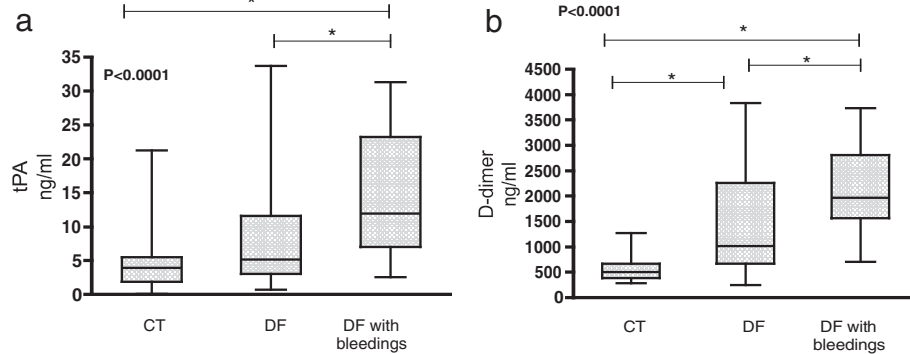 a
*
*
P<0.0001
35
30
25
20
15
10
5
0
tPA
ng/ml
CT
DF
DF with
bleedings
b
P<0.0001
*
*
*
4500
4000
3500
3000
2500
2000
1500
1000
500
0
D-dimer
ng/ml
CT
DF
DF with
bleedings